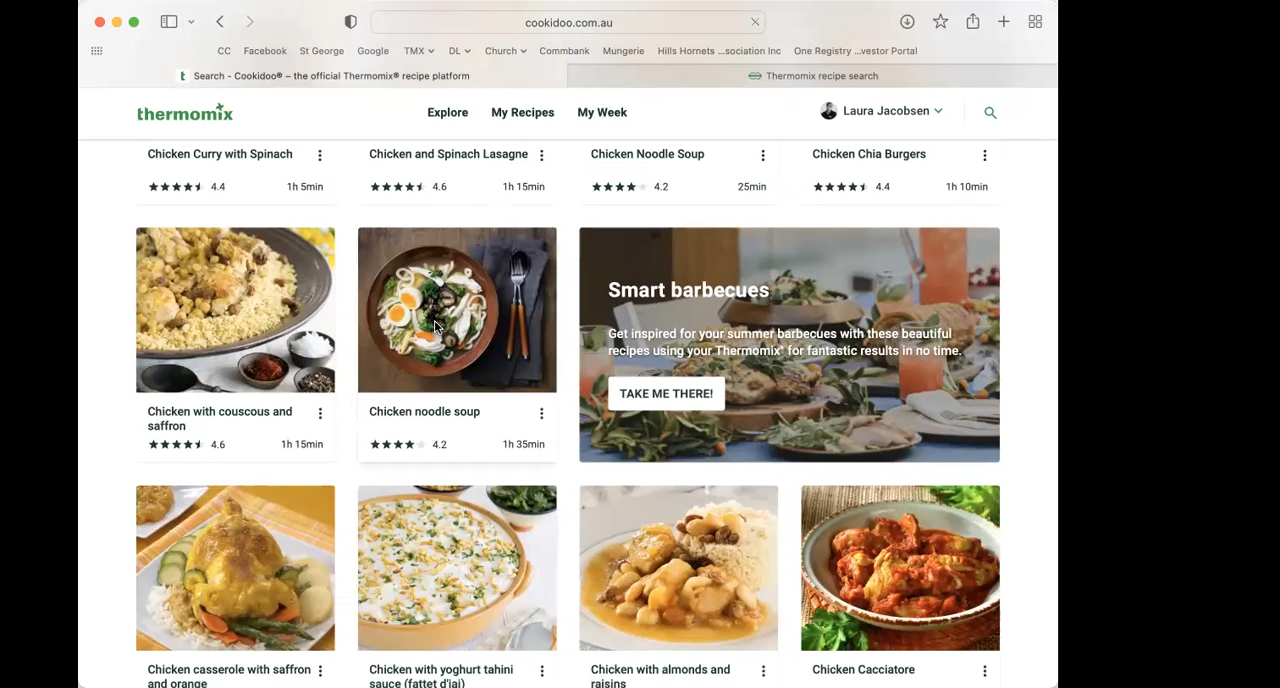 cookidoo.com.au
CC Facebook St George Google TMX DL Church Commbank Mungerie Hills Hornets ...sociation Inc One Registry ...vestor Portal
Search - Cookidoo® – the official Thermomix® recipe platform
Thermomix recipe search
thermomix Explore My Recipes My Week Laura Jacobsen
Chicken Curry with Spinach
4.4 1h 5min
Chicken and Spinach Lasagne
4.6 1h 15min
Chicken Noodle Soup
4.2 25min
Chicken Chia Burgers
4.4 1h 10min
Chicken with couscous and
saffron
4.6 1h 15min
Chicken noodle soup
4.2 1h 35min
Smart barbecues
Get inspired for your summer barbecues with these beautiful
recipes using your Thermomix® for fantastic results in no time.
TAKE ME THERE!
Chicken casserole with saffron
and orange
Chicken with yoghurt tahini
sauce (fattet d'jaj)
Chicken with almonds and
raisins
Chicken Cacciatore